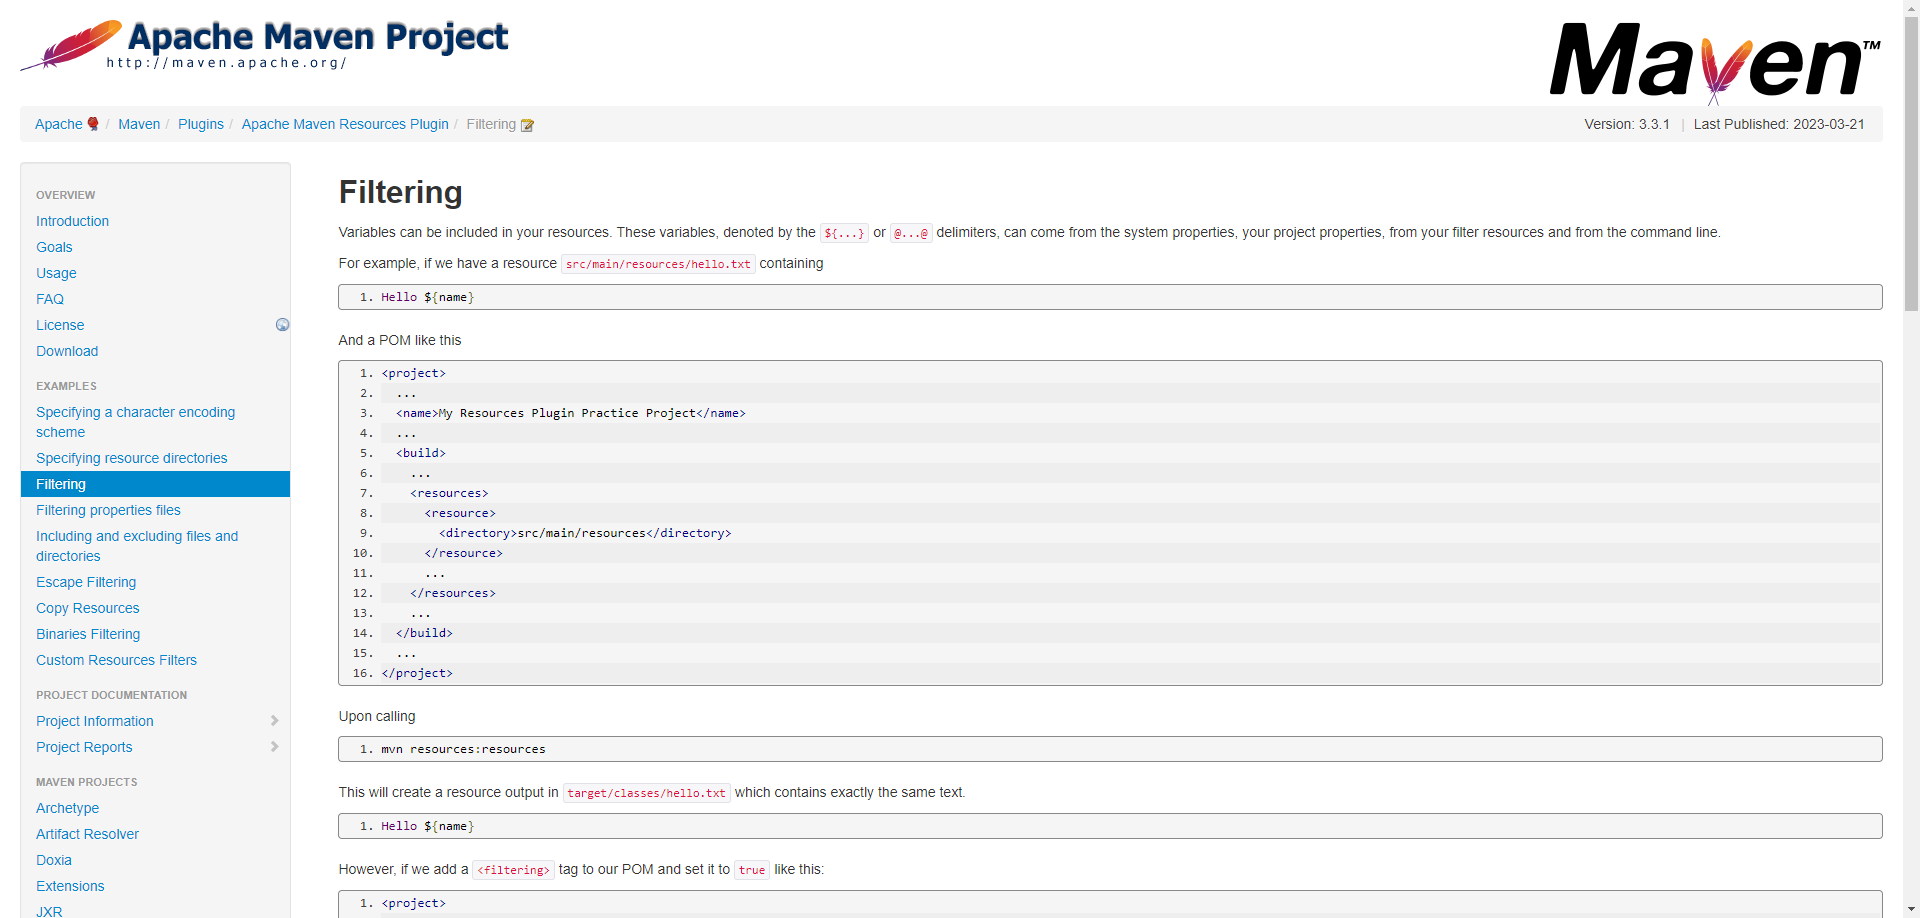 Apache Maven Project
http://maven.apache.org/
Maven™
Apache / Maven / Plugins / Apache Maven Resources Plugin / Filtering
Version: 3.3.1 | Last Published: 2023-03-21
OVERVIEW
Introduction
Goals
Usage
FAQ
License
Download
EXAMPLES
Specifying a character encoding
scheme
Specifying resource directories
Filtering
Filtering properties files
Including and excluding files and
directories
Escape Filtering
Copy Resources
Binaries Filtering
Custom Resources Filters
PROJECT DOCUMENTATION
Project Information
Project Reports
MAVEN PROJECTS
Archetype
Artifact Resolver
Doxia
Extensions
JXR
Filtering
Variables can be included in your resources. These variables, denoted by the ${...} or @...@ delimiters, can come from the system properties, your project properties, from your filter resources and from the command line.
For example, if we have a resource src/main/resources/hello.txt containing
1. Hello ${name}
And a POM like this
1. <project>
2. ...
3. <name>My Resources Plugin Practice Project</name>
4. ...
5. <build>
6. ...
7. <resources>
8. <resource>
9. <directory>src/main/resources</directory>
10. </resource>
11. ...
12. </resources>
13. ...
14. </build>
15. ...
16. </project>
Upon calling
1. mvn resources:resources
This will create a resource output in target/classes/hello.txt which contains exactly the same text.
1. Hello ${name}
However, if we add a <filtering> tag to our POM and set it to true like this:
1. <project>